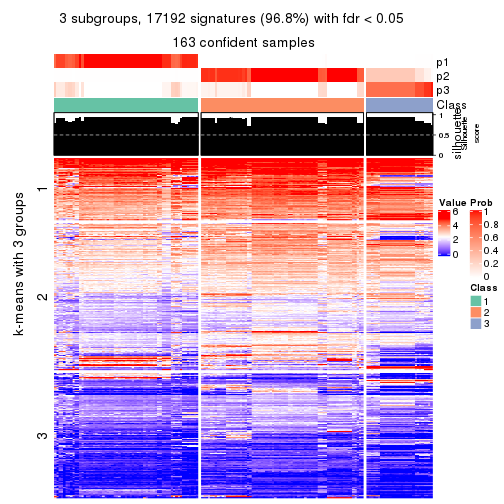 3 subgroups, 17192 signatures (96.8%) with fdr < 0.05
163 confident samples
p1
p2
p3
Class
silhouette
Silhouette
score
1
0.5
0
k-means with 3 groups
1
2
3
Value
6
4
2
0
Prob
1
0.8
0.6
0.4
0.2
0
Class
1
2
3